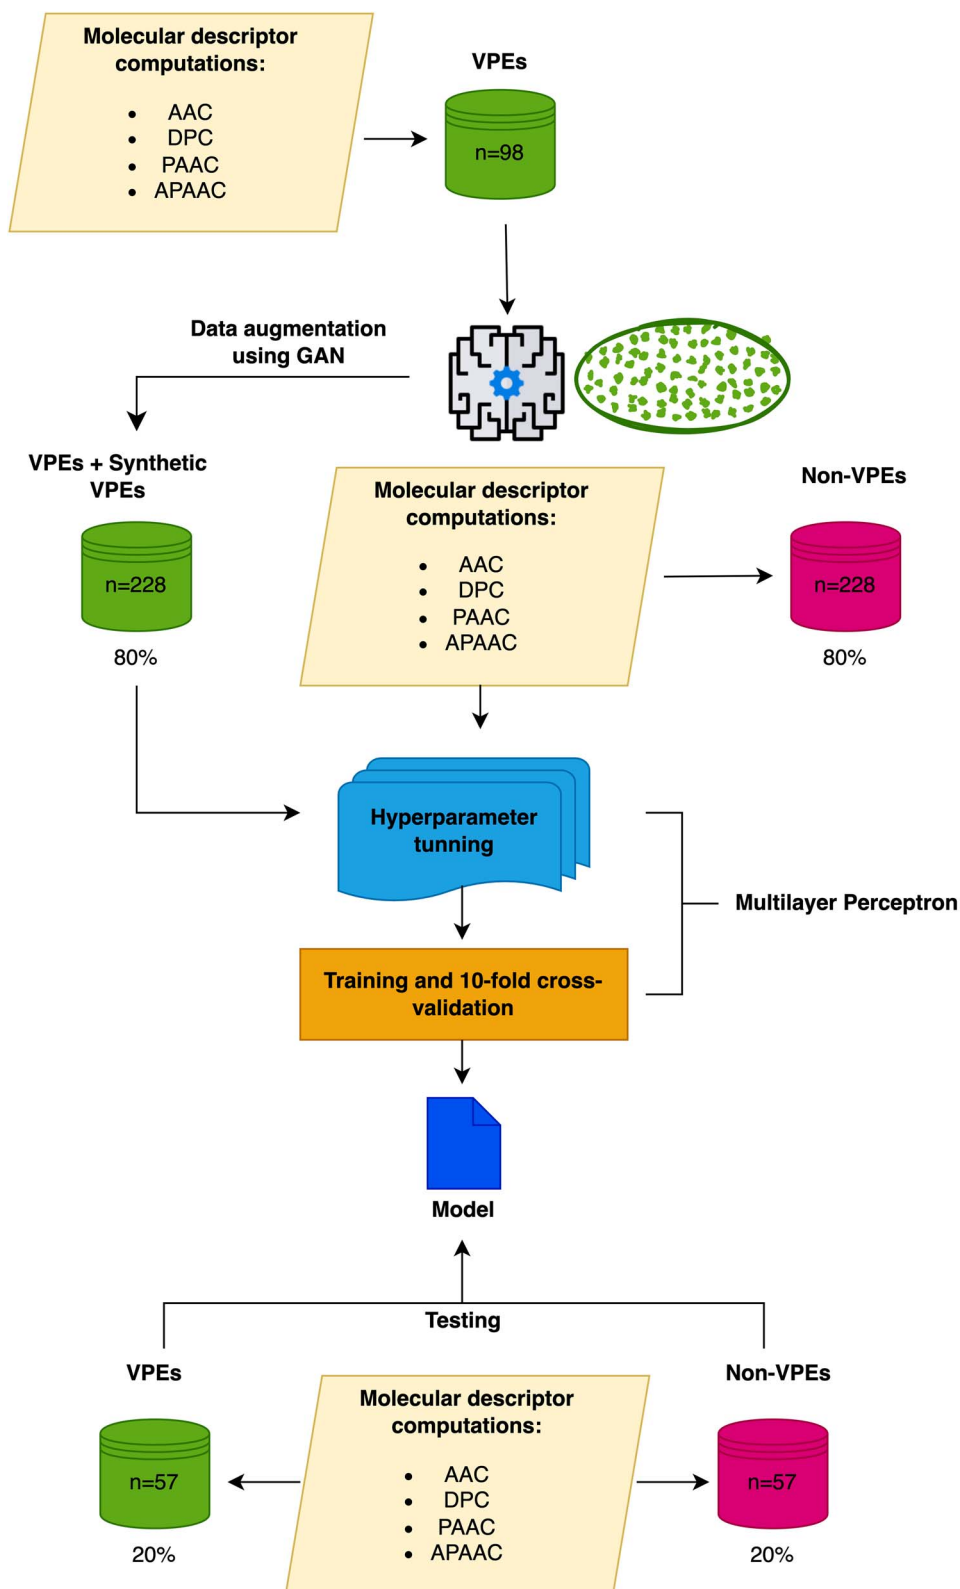 Molecular descriptor
computations:
• AAC
• DPC
• PAAC
• APAAC
VPEs
n=98
Data augmentation
using GAN
VPEs + Synthetic
VPEs
n=228
80%
Molecular descriptor
computations:
• AAC
• DPC
• PAAC
• APAAC
Non-VPEs
n=228
80%
Hyperparameter
tunning
Multilayer Perceptron
Training and 10-fold cross-
validation
Model
Testing
VPEs
n=57
20%
Molecular descriptor
computations:
• AAC
• DPC
• PAAC
• APAAC
Non-VPEs
n=57
20%